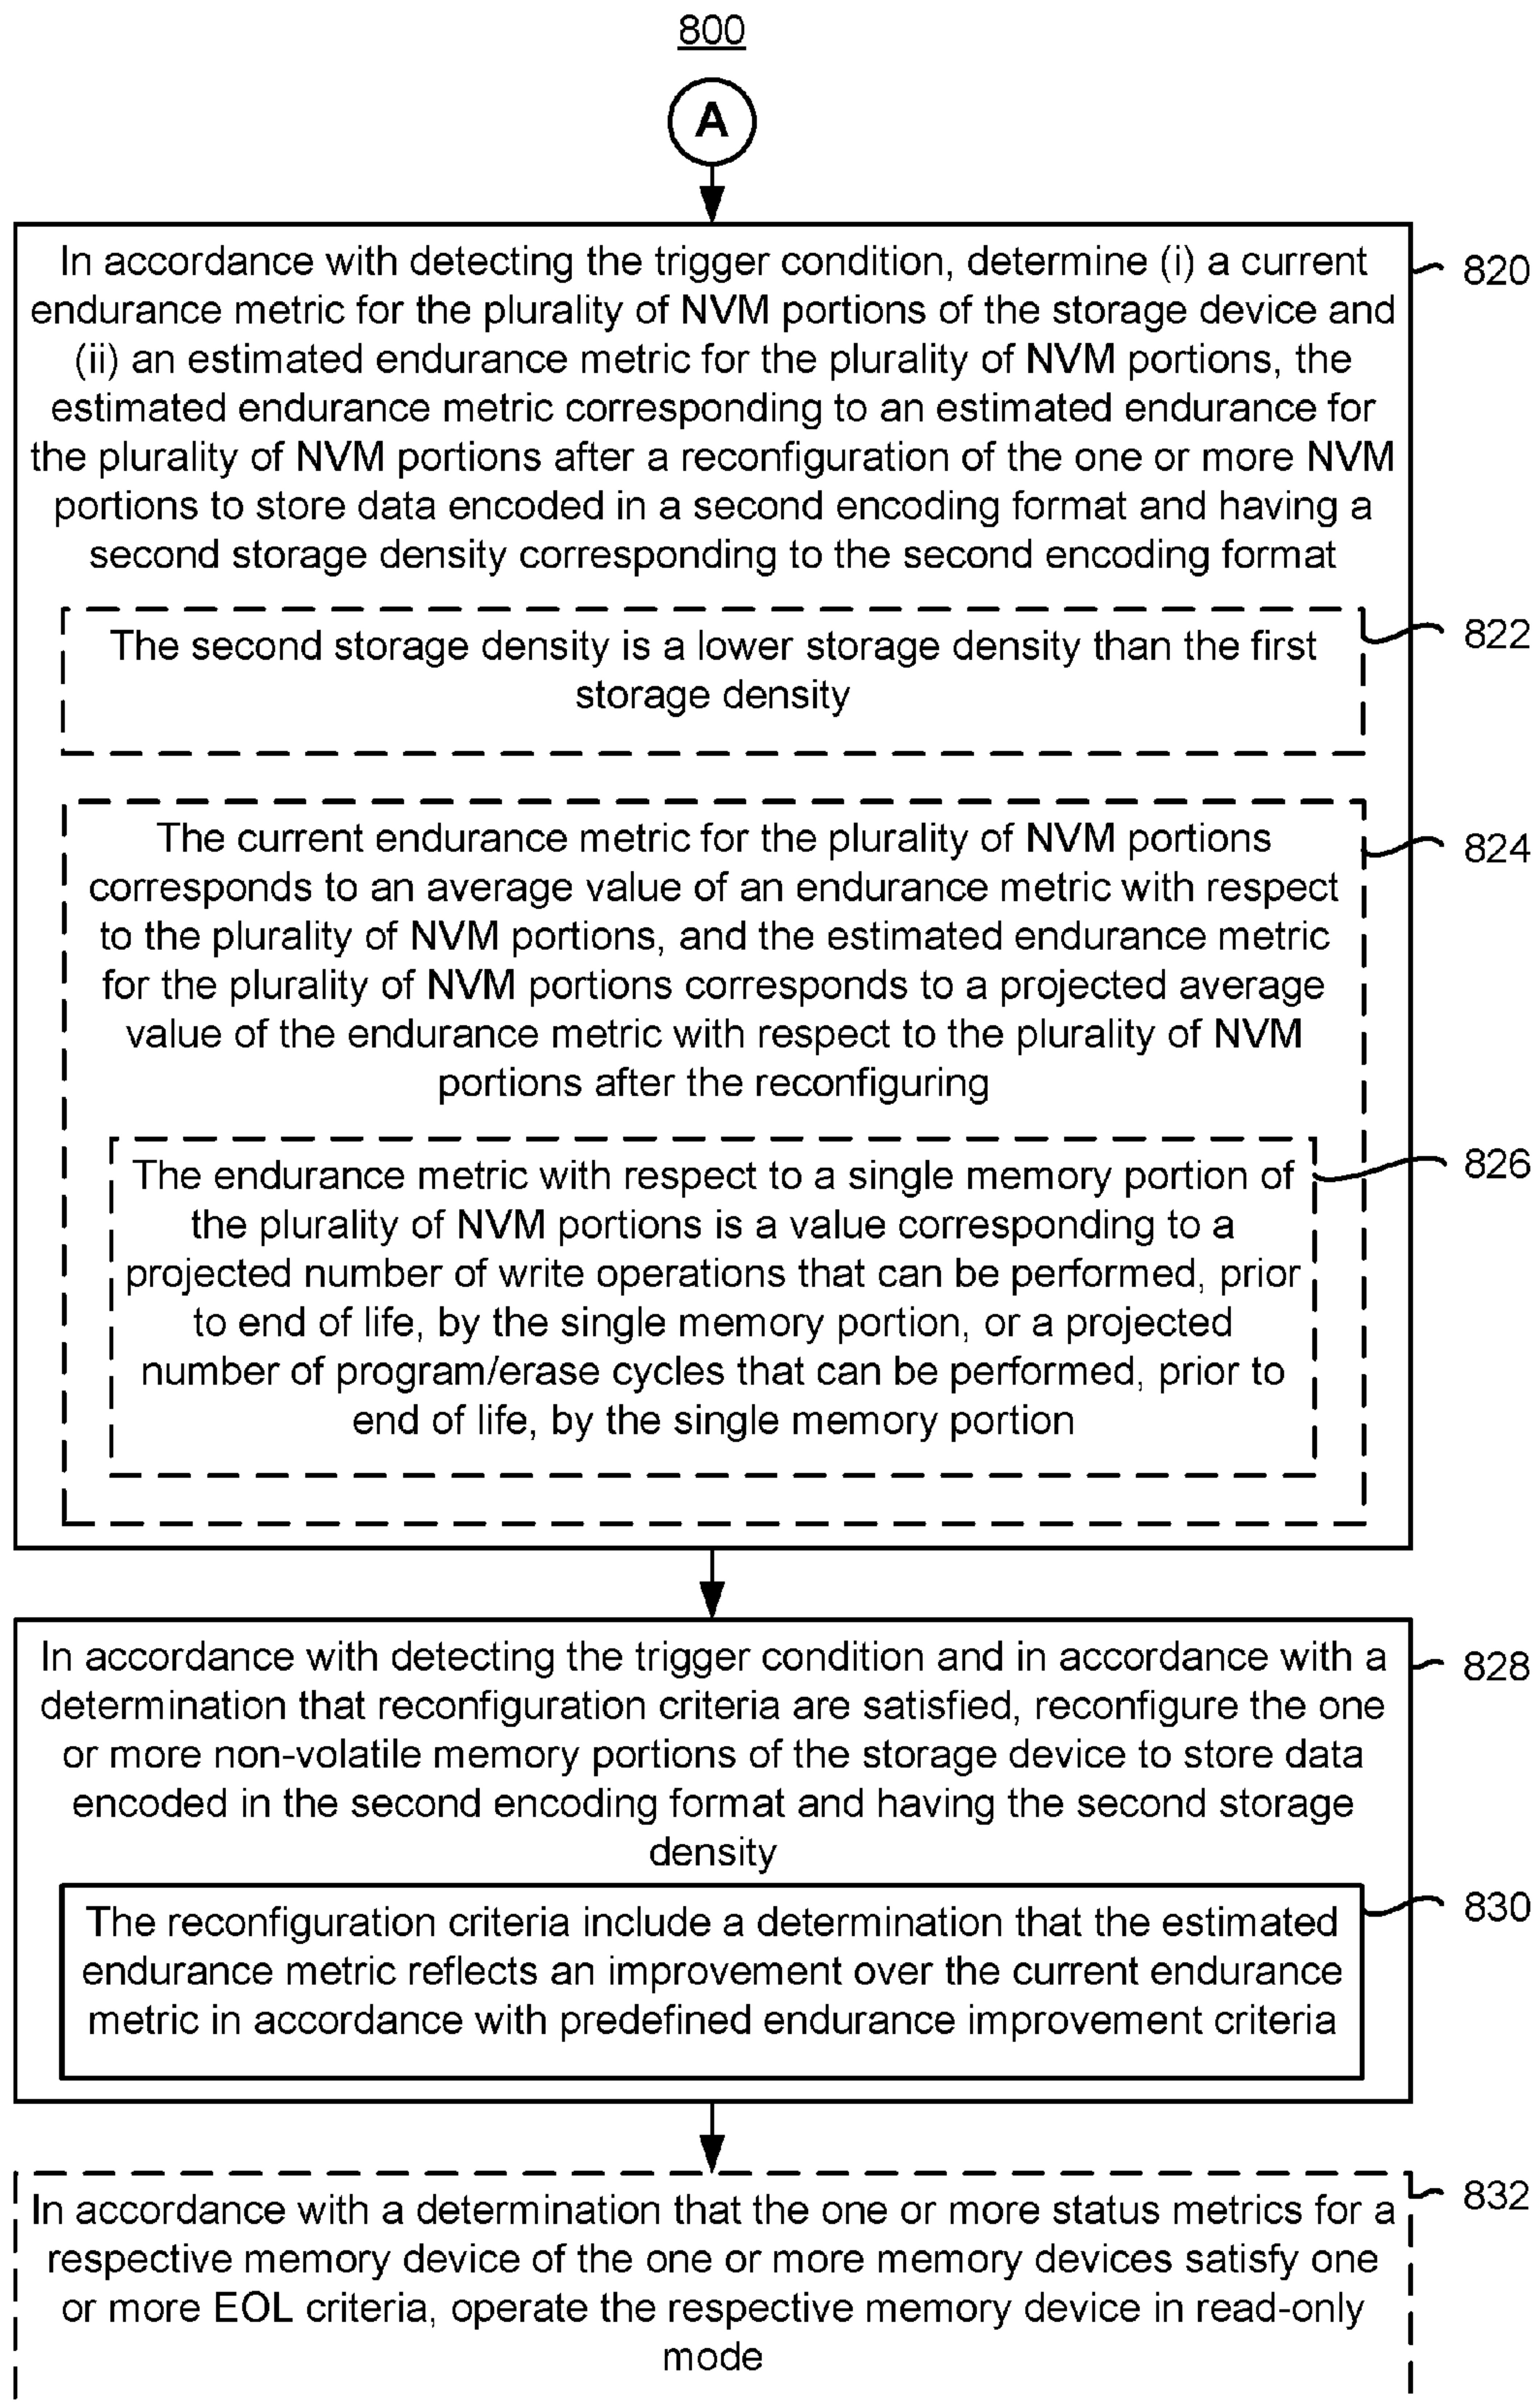 800
A
In accordance with detecting the trigger condition, determine (i) a current
endurance metric for the plurality of NVM portions of the storage device and
(ii) an estimated endurance metric for the plurality of NVM portions, the
estimated endurance metric corresponding to an estimated endurance for
the plurality of NVM portions after a reconfiguration of the one or more NVM
portions to store data encoded in a second encoding format and having a
second storage density corresponding to the second encoding format
820
The second storage density is a lower storage density than the first
storage density
822
The current endurance metric for the plurality of NVM portions
corresponds to an average value of an endurance metric with respect
to the plurality of NVM portions, and the estimated endurance metric
for the plurality of NVM portions corresponds to a projected average
value of the endurance metric with respect to the plurality of NVM
portions after the reconfiguring
824
The endurance metric with respect to a single memory portion of
the plurality of NVM portions is a value corresponding to a
projected number of write operations that can be performed, prior
to end of life, by the single memory portion, or a projected
number of program/erase cycles that can be performed, prior to
end of life, by the single memory portion
826
In accordance with detecting the trigger condition and in accordance with a
determination that reconfiguration criteria are satisfied, reconfigure the one
or more non-volatile memory portions of the storage device to store data
encoded in the second encoding format and having the second storage
density
828
The reconfiguration criteria include a determination that the estimated
endurance metric reflects an improvement over the current endurance
metric in accordance with predefined endurance improvement criteria
830
In accordance with a determination that the one or more status metrics for a
respective memory device of the one or more memory devices satisfy one
or more EOL criteria, operate the respective memory device in read-only
mode
832